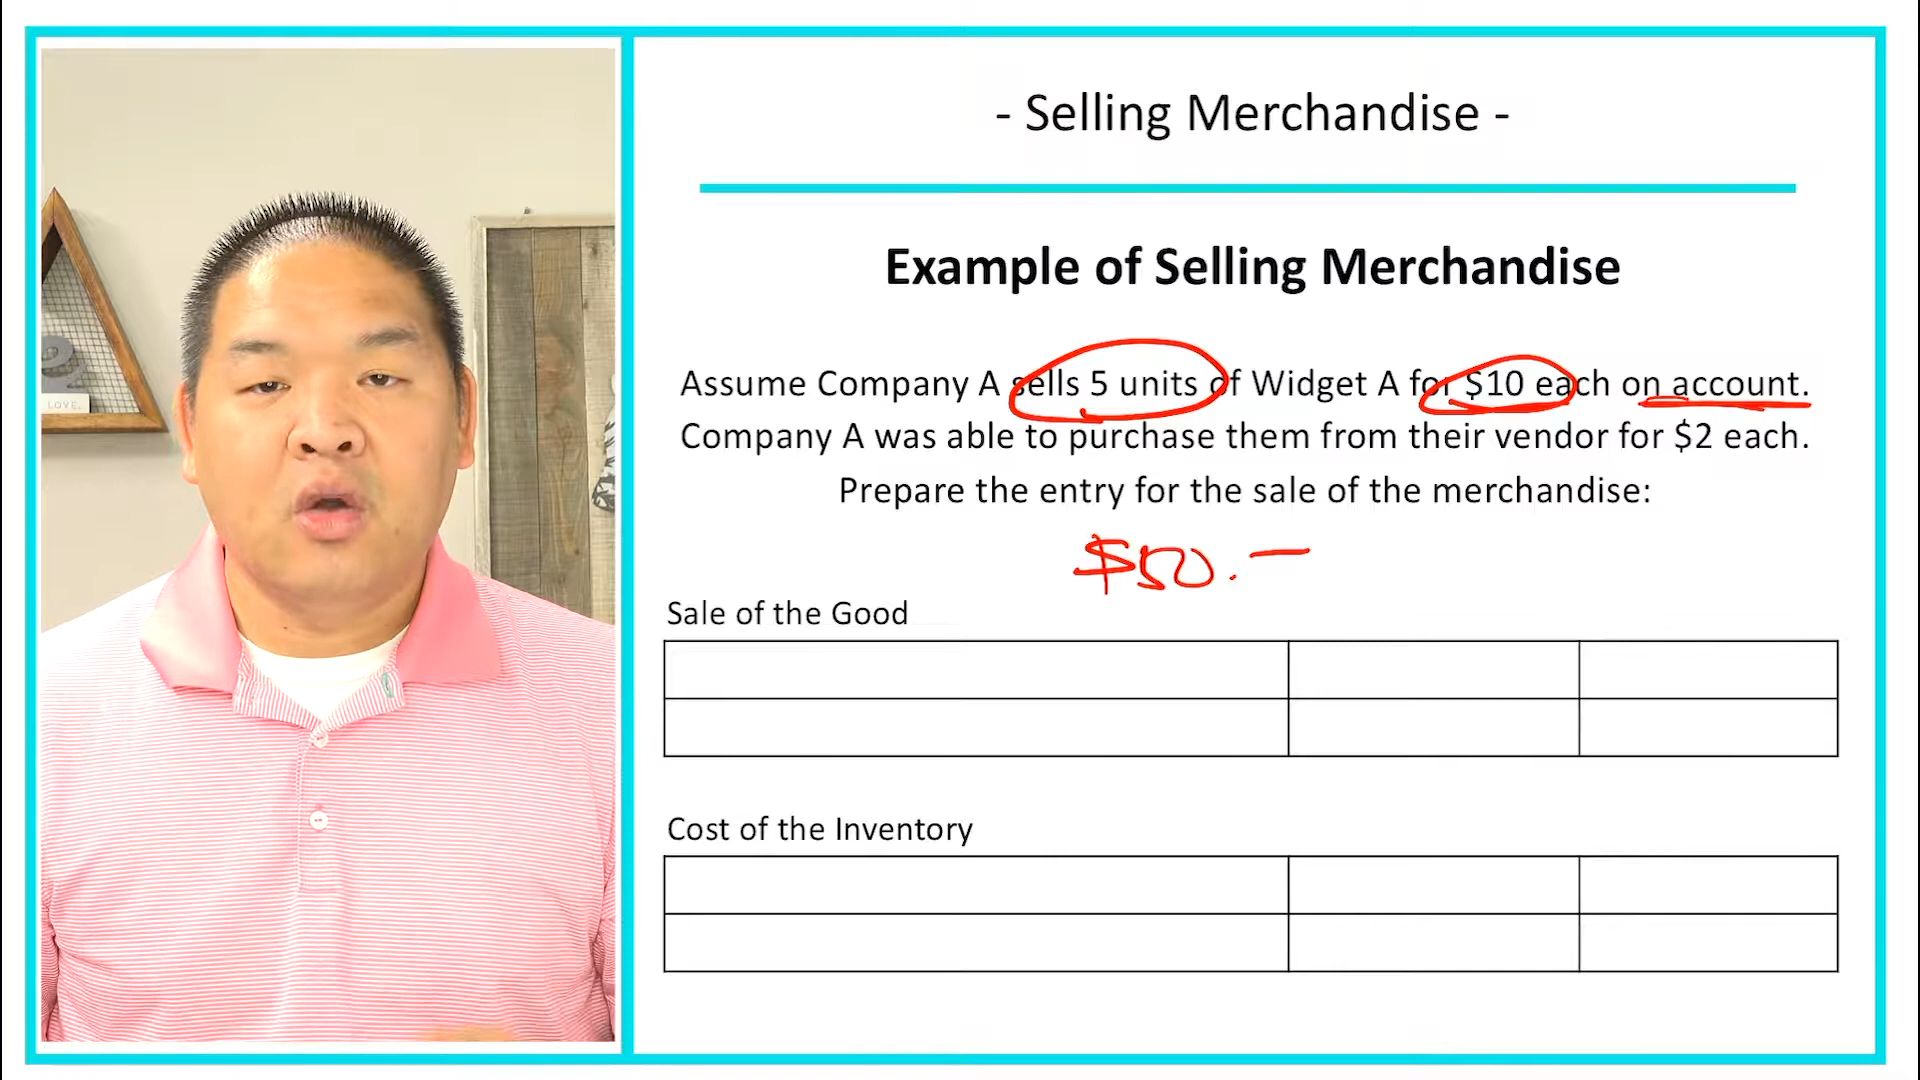 - Selling Merchandise -
Example of Selling Merchandise
Assume Company A sells 5 units of Widget A for $10 each on account.
Company A was able to purchase them from their vendor for $2 each.
Prepare the entry for the sale of the merchandise:
$50.—
Sale of the Good
Cost of the Inventory
LOVE.